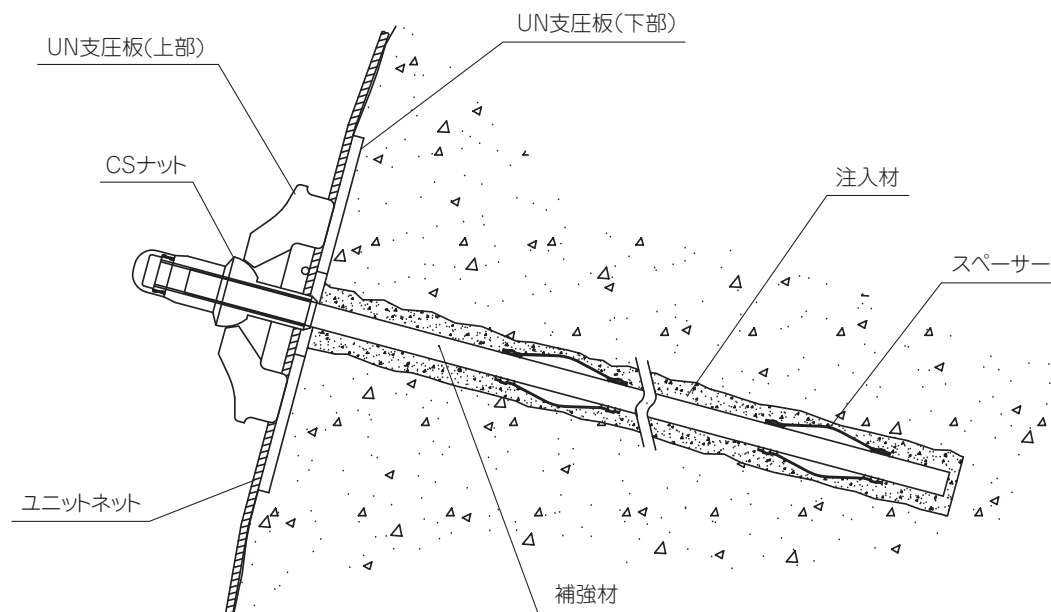 UN支圧板(下部)
UN支圧板(上部)
CSナット
注入材
スペーサー
ユニットネット
補強材